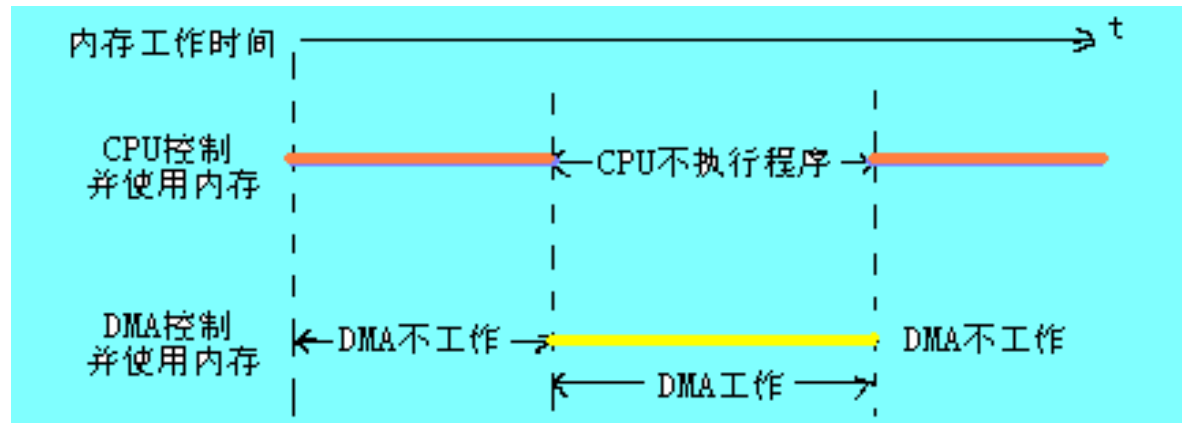 内存工作时间
t
CPU控制
并使用内存
CPU不执行程序
DMA控制
并使用内存
DMA不工作
DMA不工作
DMA工作